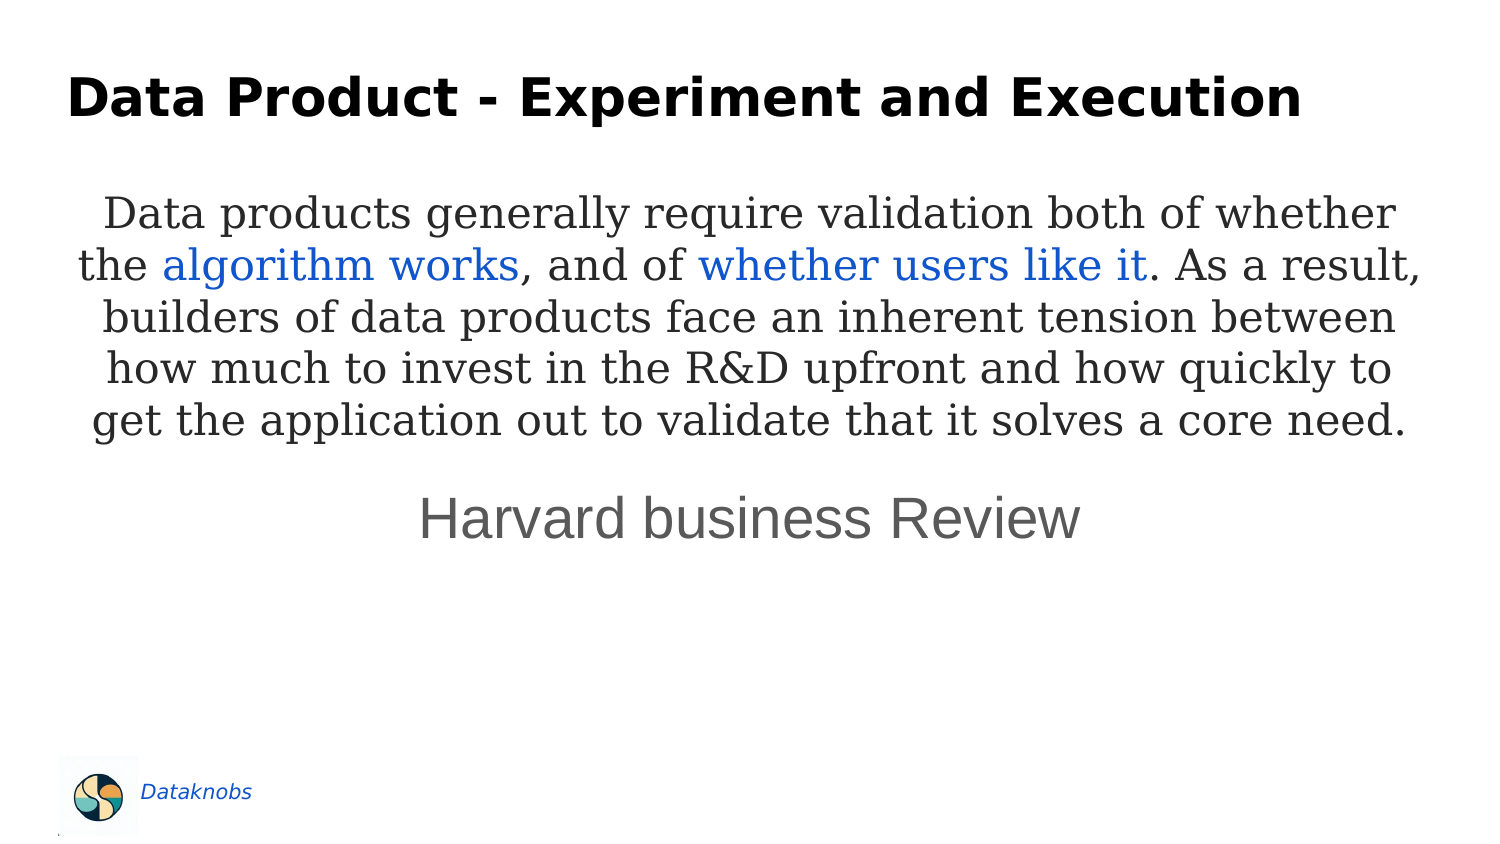 Data Product - Experiment and Execution
Data products generally require validation both of whether
the algorithm works, and of whether users like it. As a result,
builders of data products face an inherent tension between
how much to invest in the R&D upfront and how quickly to
get the application out to validate that it solves a core need.
Harvard business Review
Dataknobs